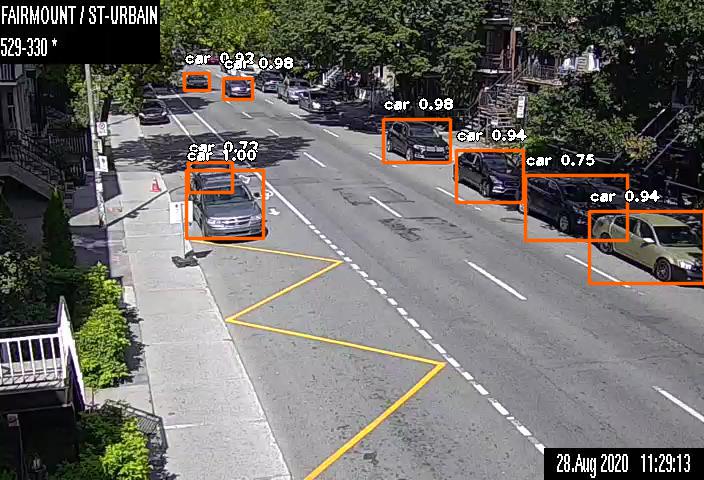 FAIRMOUNT / ST-URBAIN
529-330 *
car 0.92
car 0.98
car 0.98
car 0.94
car 0.75
car 0.73
car 1.00
car 0.94
28.Aug 2020 11:29:13